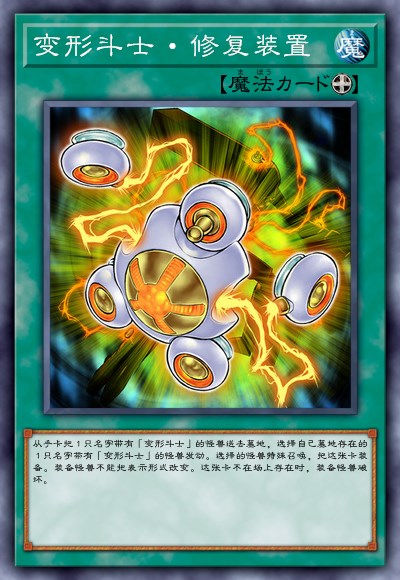 变形斗士・修复装置
魔
【魔法カード】
まほう
从手卡把１只名字带有「变形斗士」的怪兽送去墓地，选择自己墓地存在的
１只名字带有「变形斗士」的怪兽发动。选择的怪兽特殊召唤，把这张卡装
备。装备怪兽不能把表示形式改变。这张卡不在场上存在时，装备怪兽破
坏。